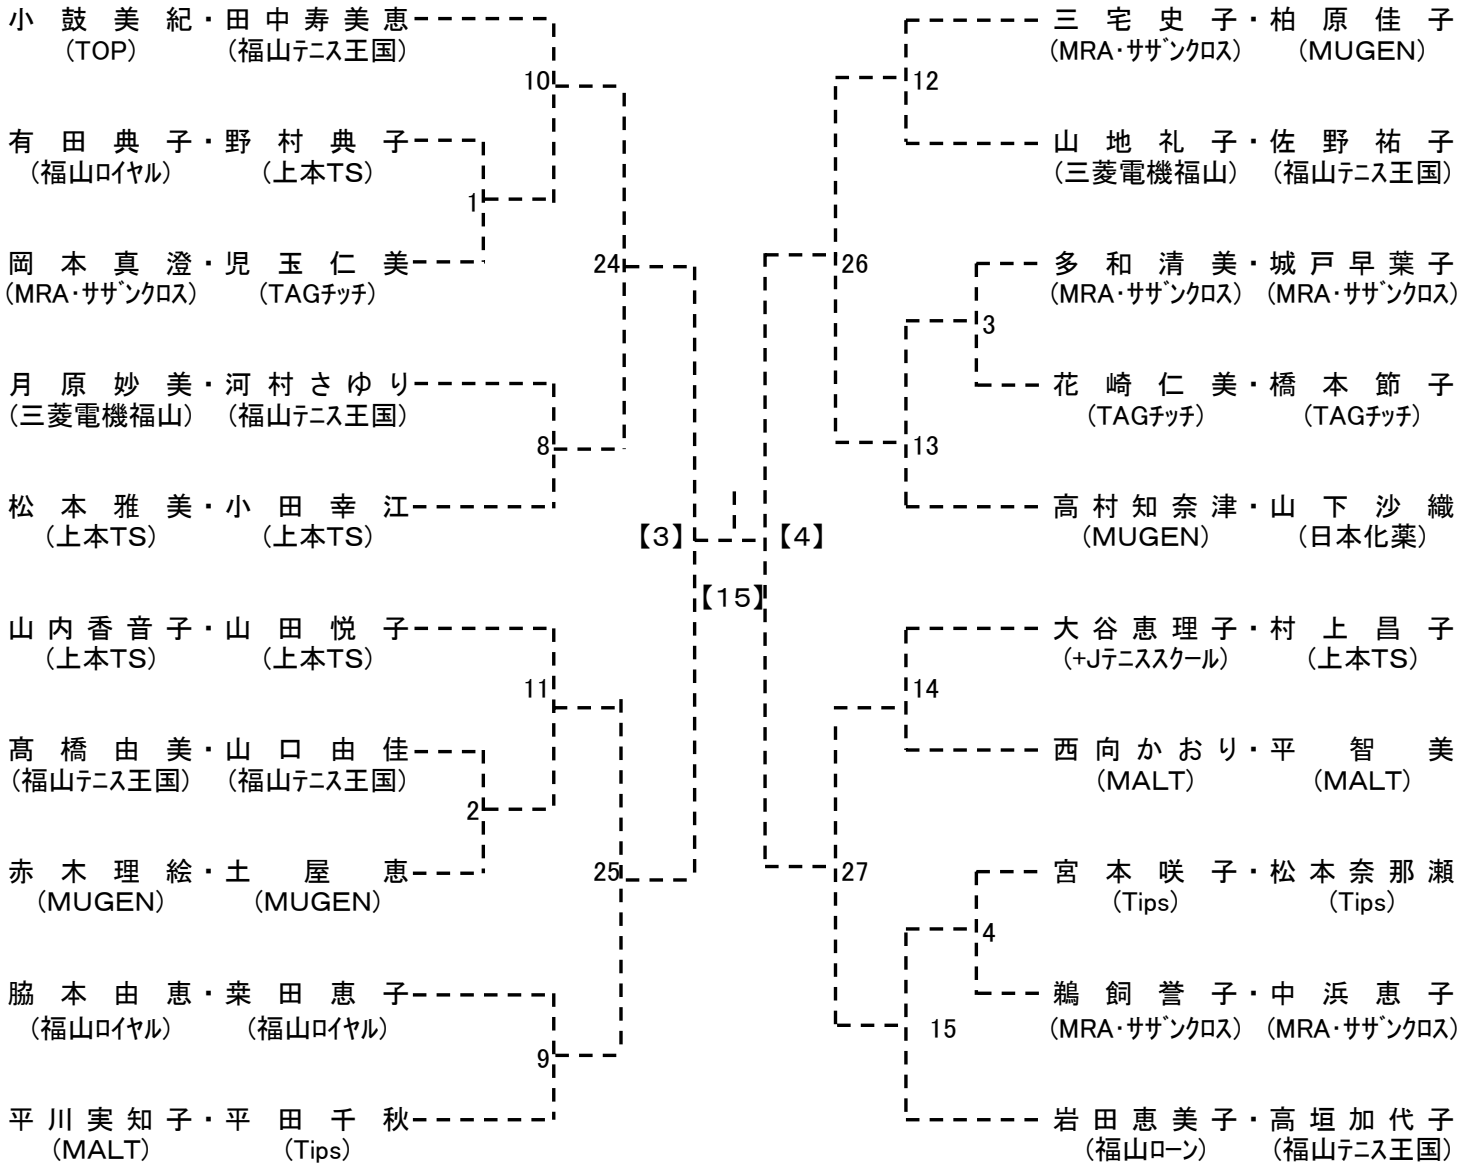 小鼓美紀・田中寿美恵
(TOP) (福山テニス王国)
10
有田典子・野村典子
(福山ロイヤル) (上本TS)
1
岡本真澄・児玉仁美
(MRA・サザンクロス) (TAGチッチ)
24
月原妙美・河村さゆり
(三菱電機福山) (福山テニス王国)
8
松本雅美・小田幸江
(上本TS) (上本TS)
【3】
【15】
山内香音子・山田悦子
(上本TS) (上本TS)
11
髙橋由美・山口由佳
(福山テニス王国) (福山テニス王国)
2
赤木理絵・土屋恵
(MUGEN) (MUGEN)
25
脇本由恵・桒田恵子
(福山ロイヤル) (福山ロイヤル)
9
平川実知子・平田千秋
(MALT) (Tips)
三宅史子・柏原佳子
(MRA・サザンクロス) (MUGEN)
12
山地礼子・佐野祐子
(三菱電機福山) (福山テニス王国)
26
多和清美・城戸早葉子
(MRA・サザンクロス) (MRA・サザンクロス)
3
花崎仁美・橋本節子
(TAGチッチ) (TAGチッチ)
13
高村知奈津・山下沙織
(MUGEN) (日本化薬)
【4】
大谷恵理子・村上昌子
(+Jテニススクール) (上本TS)
14
西向かおり・平智美
(MALT) (MALT)
27
宮本咲子・松本奈那瀬
(Tips) (Tips)
4
鵜飼誉子・中浜恵子
(MRA・サザンクロス) (MRA・サザンクロス)
15
岩田恵美子・高垣加代子
(福山ローン) (福山テニス王国)